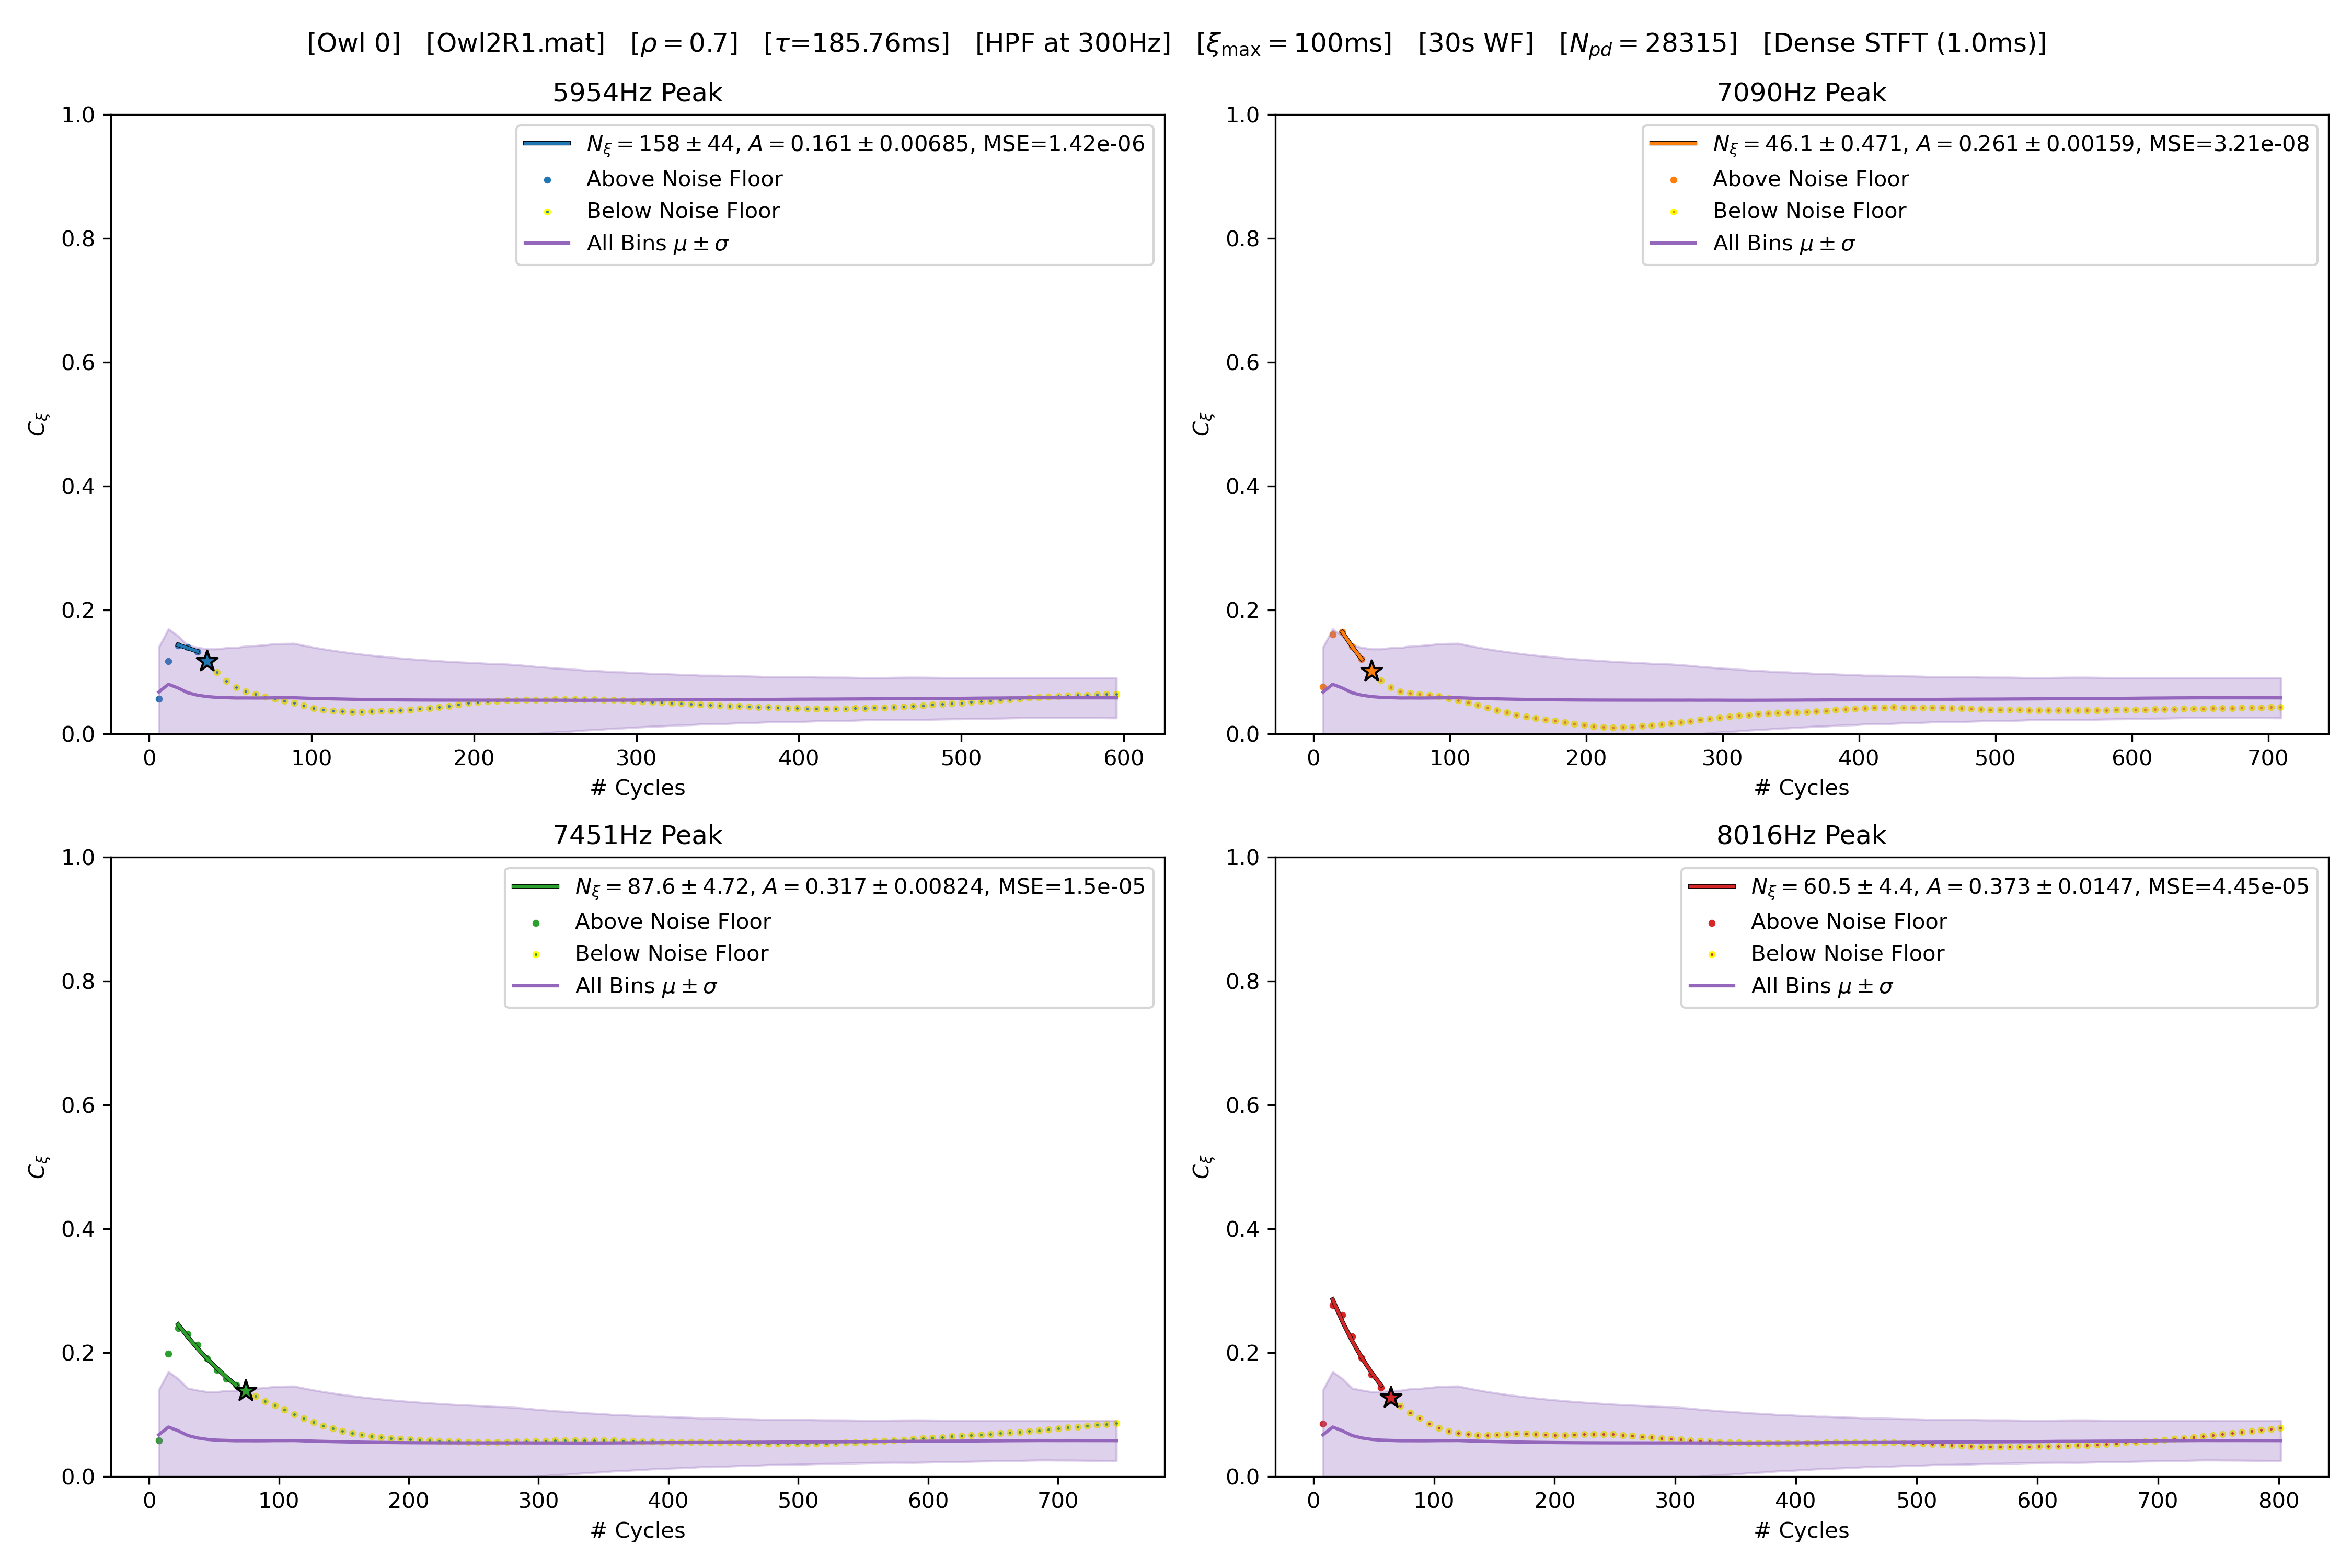 [Owl 0] [Owl2R1.mat] [ρ = 0.7] [τ=185.76ms] [HPF at 300Hz] [ξmax = 100ms] [30s WF] [Npd = 28315] [Dense STFT (1.0ms)]
5954Hz Peak
1.0
0.8
0.6
0.4
0.2
0.0
Cξ
Nξ = 158 ± 44, A = 0.161 ± 0.00685, MSE=1.42e-06
Above Noise Floor
Below Noise Floor
All Bins μ ± σ
0 100 200 300 400 500 600
# Cycles
7090Hz Peak
1.0
0.8
0.6
0.4
0.2
0.0
Cξ
Nξ = 46.1 ± 0.471, A = 0.261 ± 0.00159, MSE=3.21e-08
Above Noise Floor
Below Noise Floor
All Bins μ ± σ
0 100 200 300 400 500 600 700
# Cycles
7451Hz Peak
1.0
0.8
0.6
0.4
0.2
0.0
Cξ
Nξ = 87.6 ± 4.72, A = 0.317 ± 0.00824, MSE=1.5e-05
Above Noise Floor
Below Noise Floor
All Bins μ ± σ
0 100 200 300 400 500 600 700
# Cycles
8016Hz Peak
1.0
0.8
0.6
0.4
0.2
0.0
Cξ
Nξ = 60.5 ± 4.4, A = 0.373 ± 0.0147, MSE=4.45e-05
Above Noise Floor
Below Noise Floor
All Bins μ ± σ
0 100 200 300 400 500 600 700 800
# Cycles